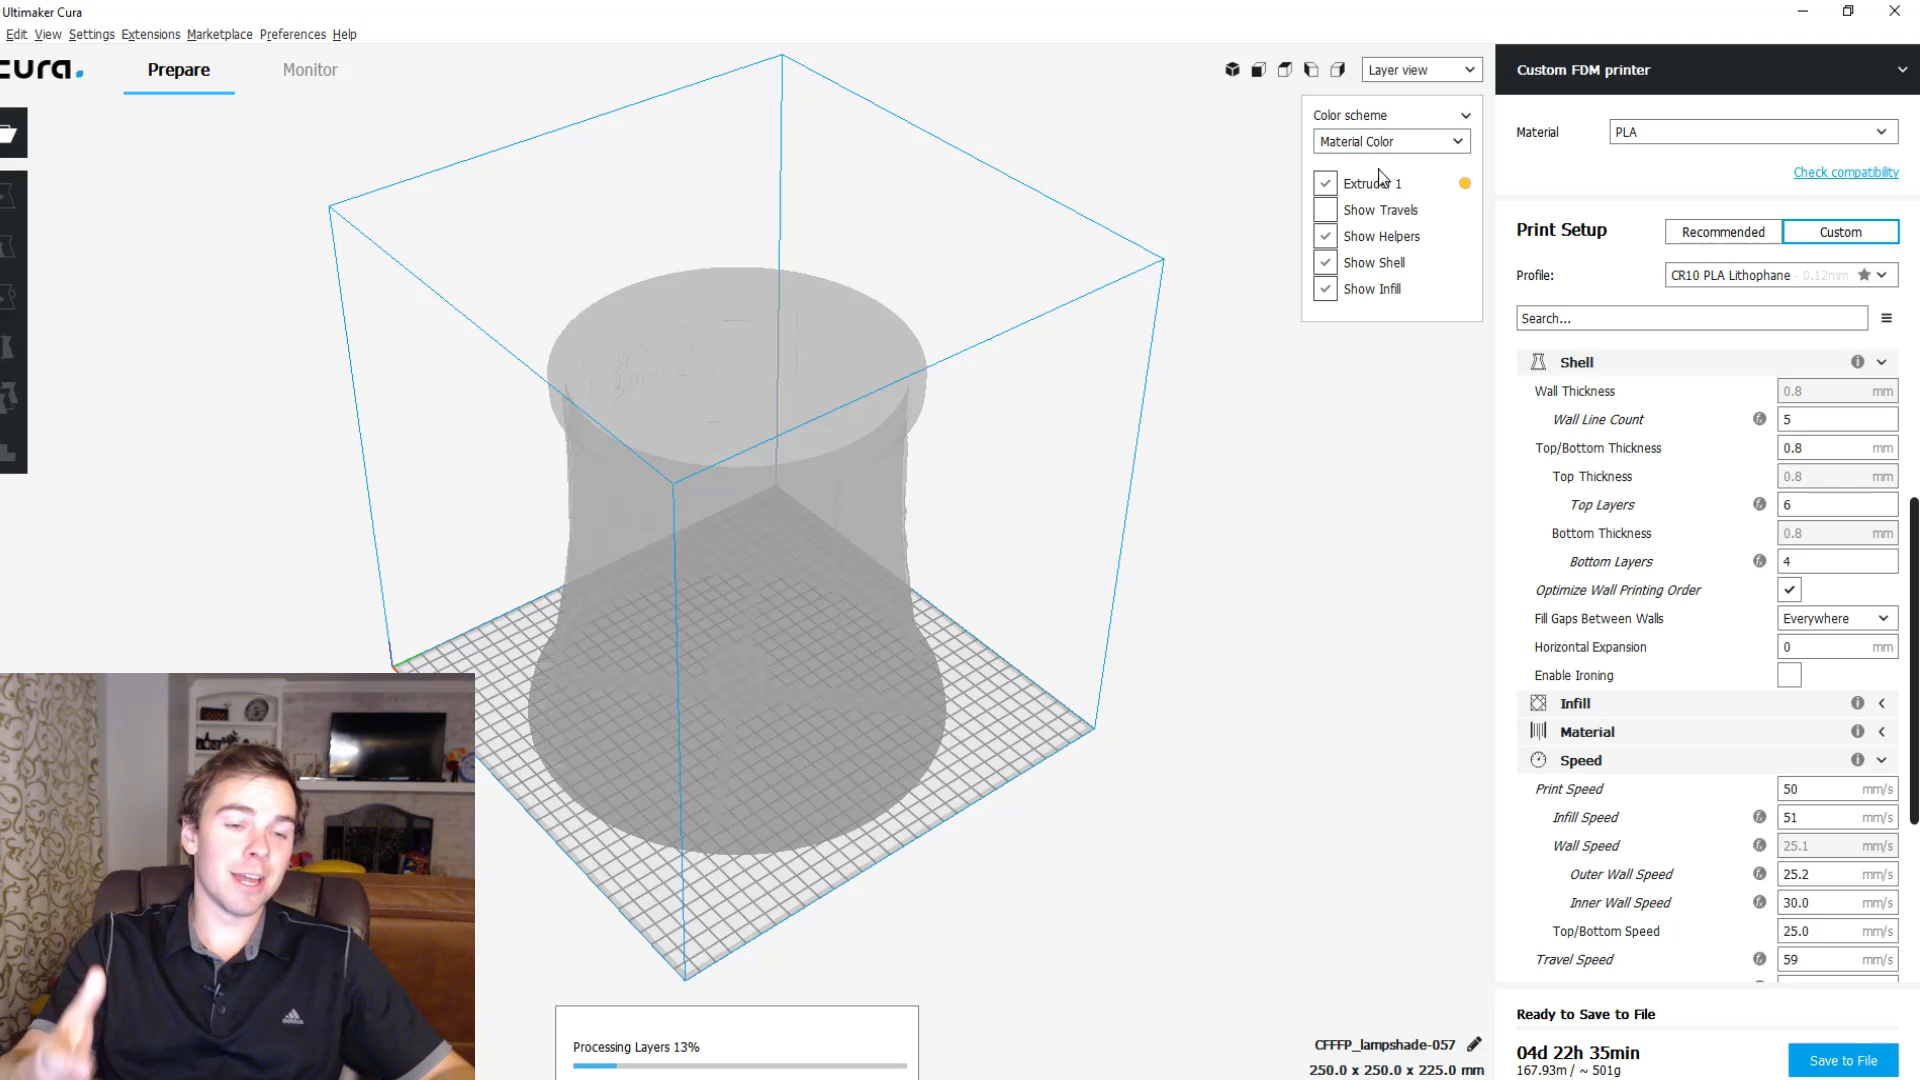 Ultimaker Cura
Edit View Settings Extensions Marketplace Preferences Help
cura.
Prepare
Monitor
Layer view
Color scheme
Material Color
Extruder 1
Show Travels
Show Helpers
Show Shell
Show Infill
Custom FDM printer
Material
PLA
Check compatibility
Print Setup
Recommended
Custom
Profile:
CR10 PLA Lithophane - 0.12mm
Search...
Shell
Wall Thickness 0.8 mm
Wall Line Count 5
Top/Bottom Thickness 0.8 mm
Top Thickness 0.8 mm
Top Layers 6
Bottom Thickness 0.8 mm
Bottom Layers 4
Optimize Wall Printing Order
Fill Gaps Between Walls Everywhere
Horizontal Expansion 0 mm
Enable Ironing
Infill
Material
Speed
Print Speed 50 mm/s
Infill Speed 51 mm/s
Wall Speed 25.1 mm/s
Outer Wall Speed 25.2 mm/s
Inner Wall Speed 30.0 mm/s
Top/Bottom Speed 25.0 mm/s
Travel Speed 59 mm/s
Ready to Save to File
04d 22h 35min
167.93m / ~ 501g
Save to File
Processing Layers 13%
CFFFP_lampshade-057
250.0 x 250.0 x 225.0 mm
adidas